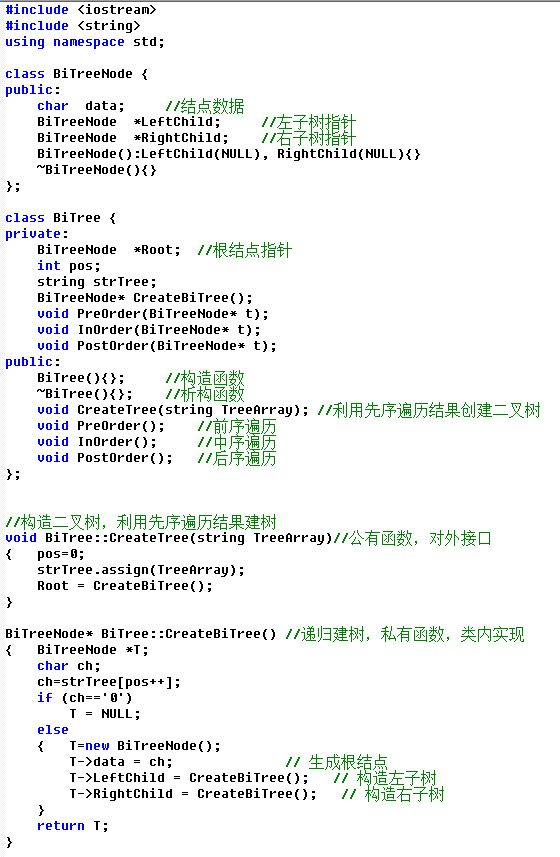 #include <iostream>
#include <string>
using namespace std;

class BiTreeNode {
public:
    char  data;     //结点数据
    BiTreeNode  *LeftChild;     //左子树指针
    BiTreeNode  *RightChild;    //右子树指针
    BiTreeNode():LeftChild(NULL), RightChild(NULL){}
    ~BiTreeNode(){}
};

class BiTree {
private:
    BiTreeNode  *Root;  //根结点指针
    int pos;
    string strTree;
    BiTreeNode* CreateBiTree();
    void PreOrder(BiTreeNode* t);
    void InOrder(BiTreeNode* t);
    void PostOrder(BiTreeNode* t);
public:
    BiTree(){};     //构造函数
    ~BiTree(){};    //析构函数
    void CreateTree(string TreeArray); //利用先序遍历结果创建二叉树
    void PreOrder();    //前序遍历
    void InOrder();     //中序遍历
    void PostOrder();   //后序遍历
};

//构造二叉树，利用先序遍历结果建树
void BiTree::CreateTree(string TreeArray)//公有函数，对外接口
{   pos=0;
    strTree.assign(TreeArray);
    Root = CreateBiTree();
}

BiTreeNode* BiTree::CreateBiTree() //递归建树，私有函数，类内实现
{   BiTreeNode *T;
    char ch;
    ch=strTree[pos++];
    if (ch=='0')
        T = NULL;
    else
    {   T=new BiTreeNode();
        T->data = ch;              // 生成根结点
        T->LeftChild = CreateBiTree();   // 构造左子树
        T->RightChild = CreateBiTree();   // 构造右子树
    }
    return T;
}